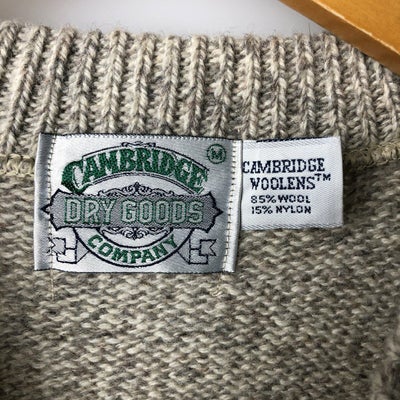 M
CAMBRIDGE
DRY GOODS
COMPANY
CAMBRIDGE
WOOLENS™
85% WOOL
15% NYLON